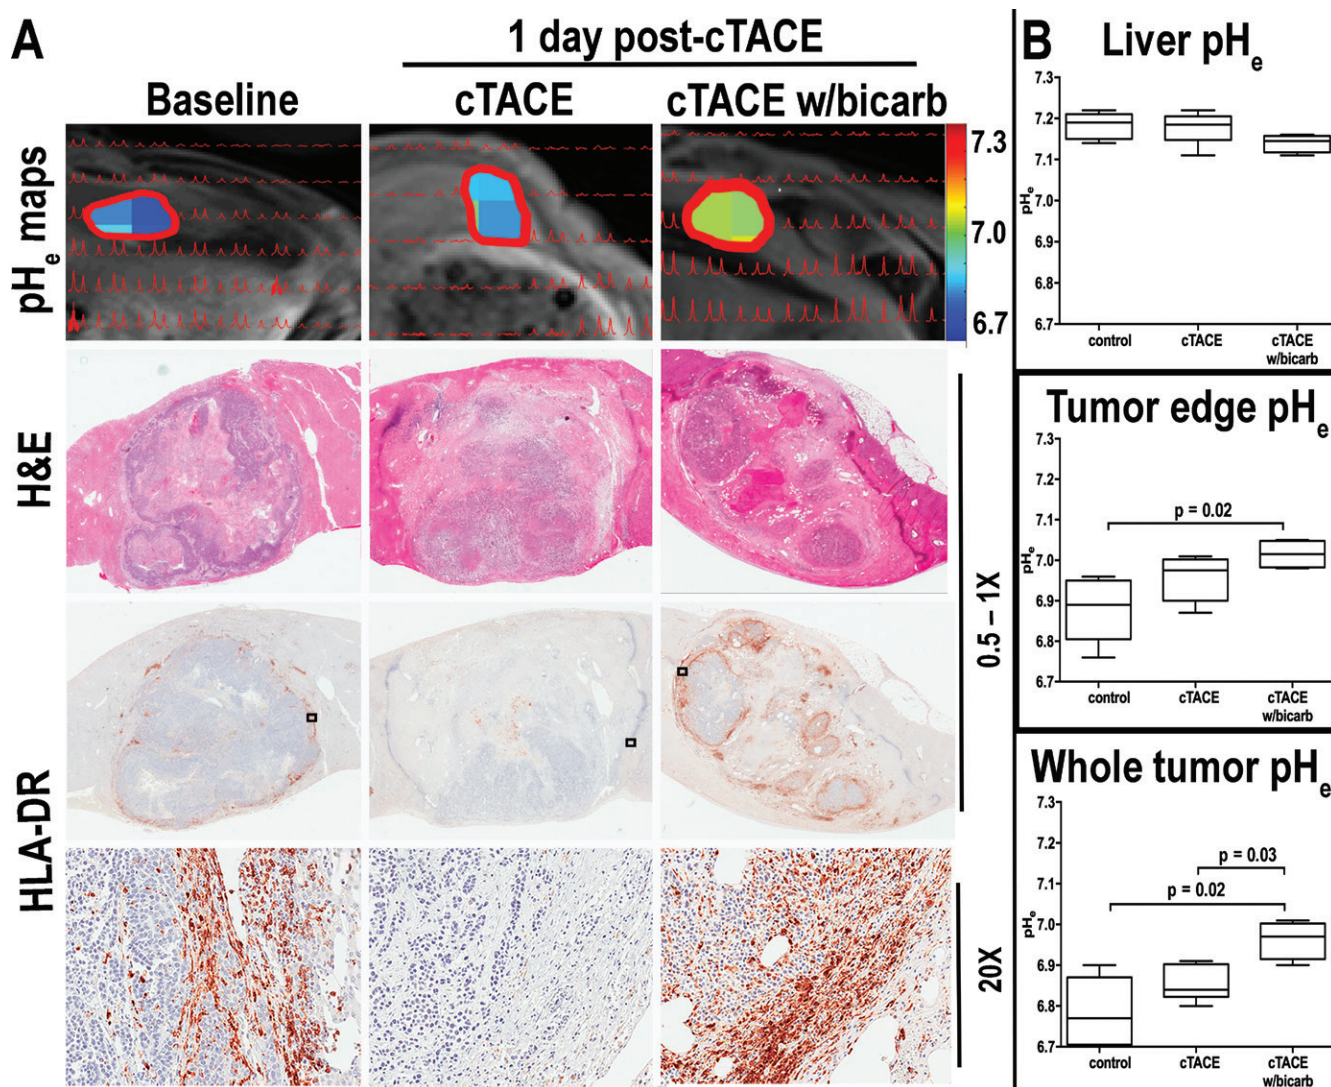 A
1 day post-cTACE
Baseline
cTACE
cTACE w/bicarb
pHe maps
7.3
7.0
6.7
H&E
HLA-DR
0.5 – 1X
20X
B
Liver pHe
7.3
7.2
7.1
7.0
6.9
6.8
6.7
pHe
control
cTACE
cTACE
w/bicarb
Tumor edge pHe
7.3
7.2
7.1
7.0
6.9
6.8
6.7
pHe
p = 0.02
control
cTACE
cTACE
w/bicarb
Whole tumor pHe
7.3
7.2
7.1
7.0
6.9
6.8
6.7
pHe
p = 0.03
p = 0.02
control
cTACE
cTACE
w/bicarb